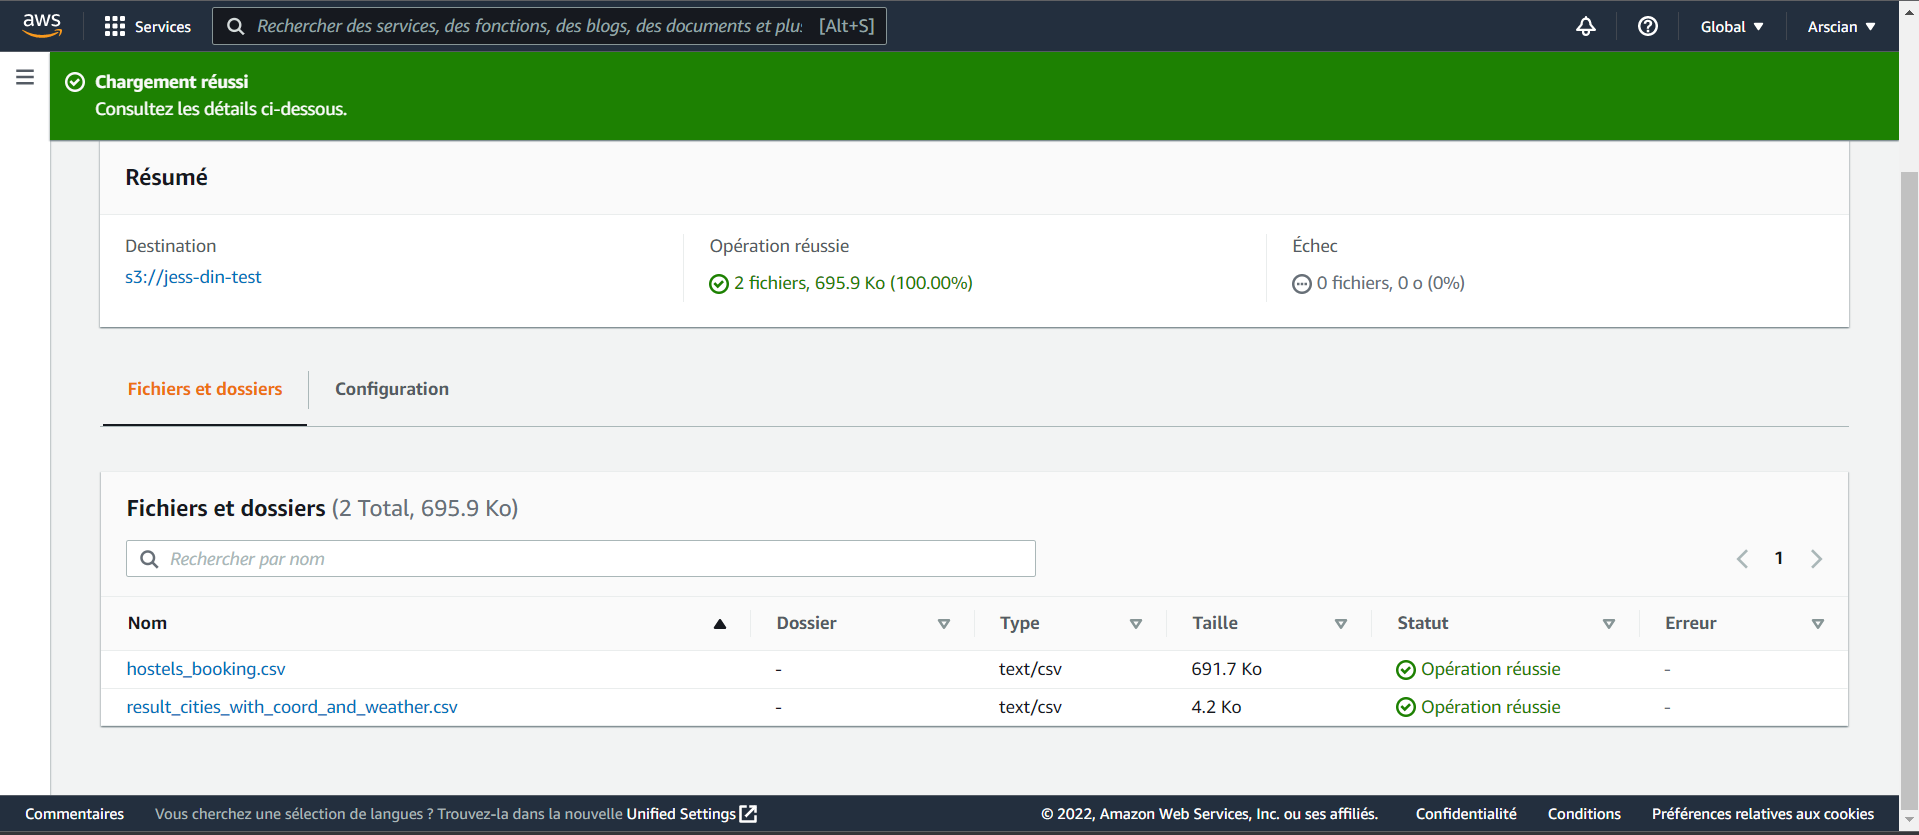 aws
Services
Rechercher des services, des fonctions, des blogs, des documents et plu [Alt+S]
Global
Arscian
Chargement réussi
Consultez les détails ci-dessous.
Résumé
Destination
s3://jess-din-test
Opération réussie
2 fichiers, 695.9 Ko (100.00%)
Échec
0 fichiers, 0 o (0%)
Fichiers et dossiers
Configuration
Fichiers et dossiers (2 Total, 695.9 Ko)
Rechercher par nom
1
Nom Dossier Type Taille Statut Erreur
hostels_booking.csv - text/csv 691.7 Ko Opération réussie -
result_cities_with_coord_and_weather.csv - text/csv 4.2 Ko Opération réussie -
Commentaires Vous cherchez une sélection de langues ? Trouvez-la dans la nouvelle Unified Settings © 2022, Amazon Web Services, Inc. ou ses affiliés. Confidentialité Conditions Préférences relatives aux cookies